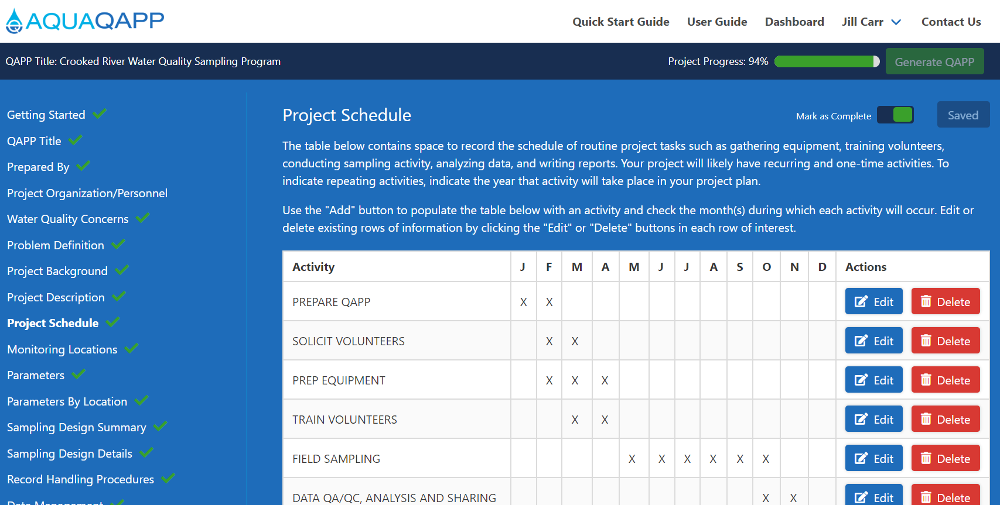 AQUAQAPP
Quick Start Guide User Guide Dashboard Jill Carr Contact Us
QAPP Title: Crooked River Water Quality Sampling Program
Project Progress: 94% Generate QAPP
Getting Started
QAPP Title
Prepared By
Project Organization/Personnel
Water Quality Concerns
Problem Definition
Project Background
Project Description
Project Schedule
Monitoring Locations
Parameters
Parameters By Location
Sampling Design Summary
Sampling Design Details
Record Handling Procedures
Data Management
Project Schedule
Mark as Complete Saved
The table below contains space to record the schedule of routine project tasks such as gathering equipment, training volunteers,
conducting sampling activity, analyzing data, and writing reports. Your project will likely have recurring and one-time activities. To
indicate repeating activities, indicate the year that activity will take place in your project plan.
Use the "Add" button to populate the table below with an activity and check the month(s) during which each activity will occur. Edit or
delete existing rows of information by clicking the "Edit" or "Delete" buttons in each row of interest.
Activity J F M A M J J A S O N D Actions
PREPARE QAPP X X Edit Delete
SOLICIT VOLUNTEERS X X Edit Delete
PREP EQUIPMENT X X X Edit Delete
TRAIN VOLUNTEERS X X Edit Delete
FIELD SAMPLING X X X X X X Edit Delete
DATA QA/QC, ANALYSIS AND SHARING X X Edit Delete